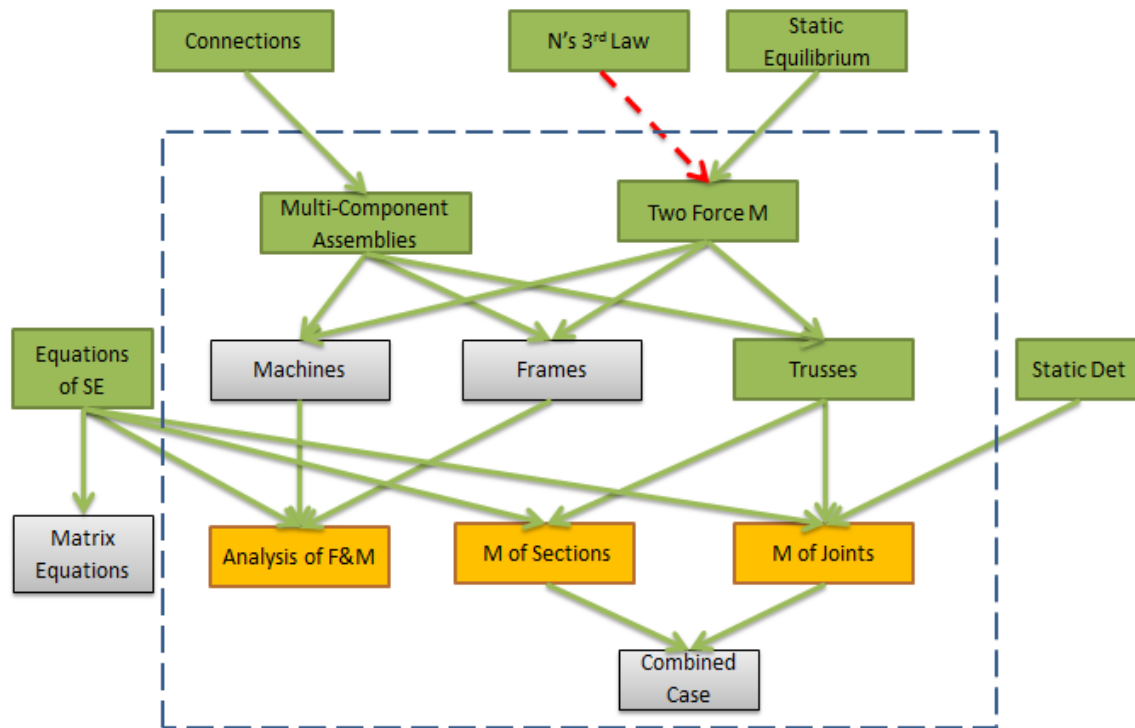 Connections
N's 3rd Law
Static
Equilibrium
Multi-Component
Assemblies
Two Force M
Equations
of SE
Machines
Frames
Trusses
Static Det
Matrix
Equations
Analysis of F&M
M of Sections
M of Joints
Combined
Case